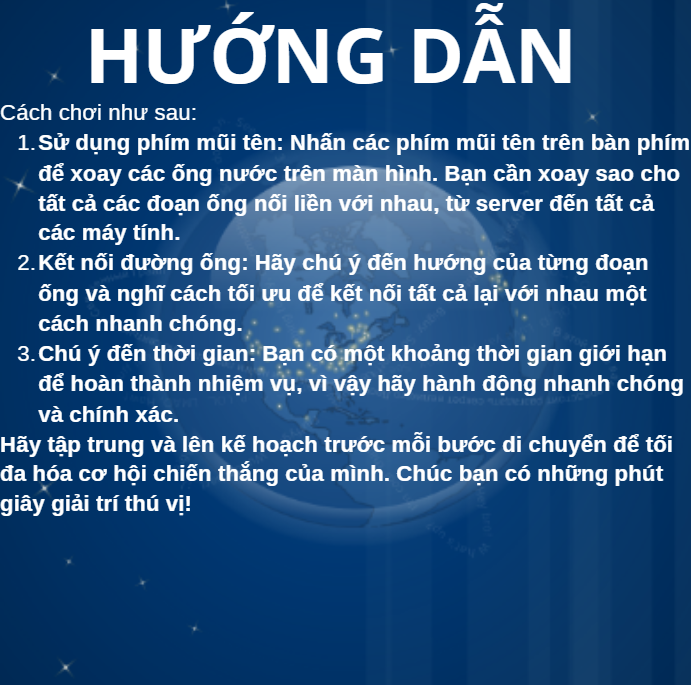 HƯỚNG DẪN
Cách chơi như sau:
1. Sử dụng phím mũi tên: Nhấn các phím mũi tên trên bàn phím
để xoay các ống nước trên màn hình. Bạn cần xoay sao cho
tất cả các đoạn ống nối liền với nhau, từ server đến tất cả
các máy tính.
2. Kết nối đường ống: Hãy chú ý đến hướng của từng đoạn
ống và nghĩ cách tối ưu để kết nối tất cả lại với nhau một
cách nhanh chóng.
3. Chú ý đến thời gian: Bạn có một khoảng thời gian giới hạn
để hoàn thành nhiệm vụ, vì vậy hãy hành động nhanh chóng
và chính xác.
Hãy tập trung và lên kế hoạch trước mỗi bước di chuyển để tối
đa hóa cơ hội chiến thắng của mình. Chúc bạn có những phút
giây giải trí thú vị!